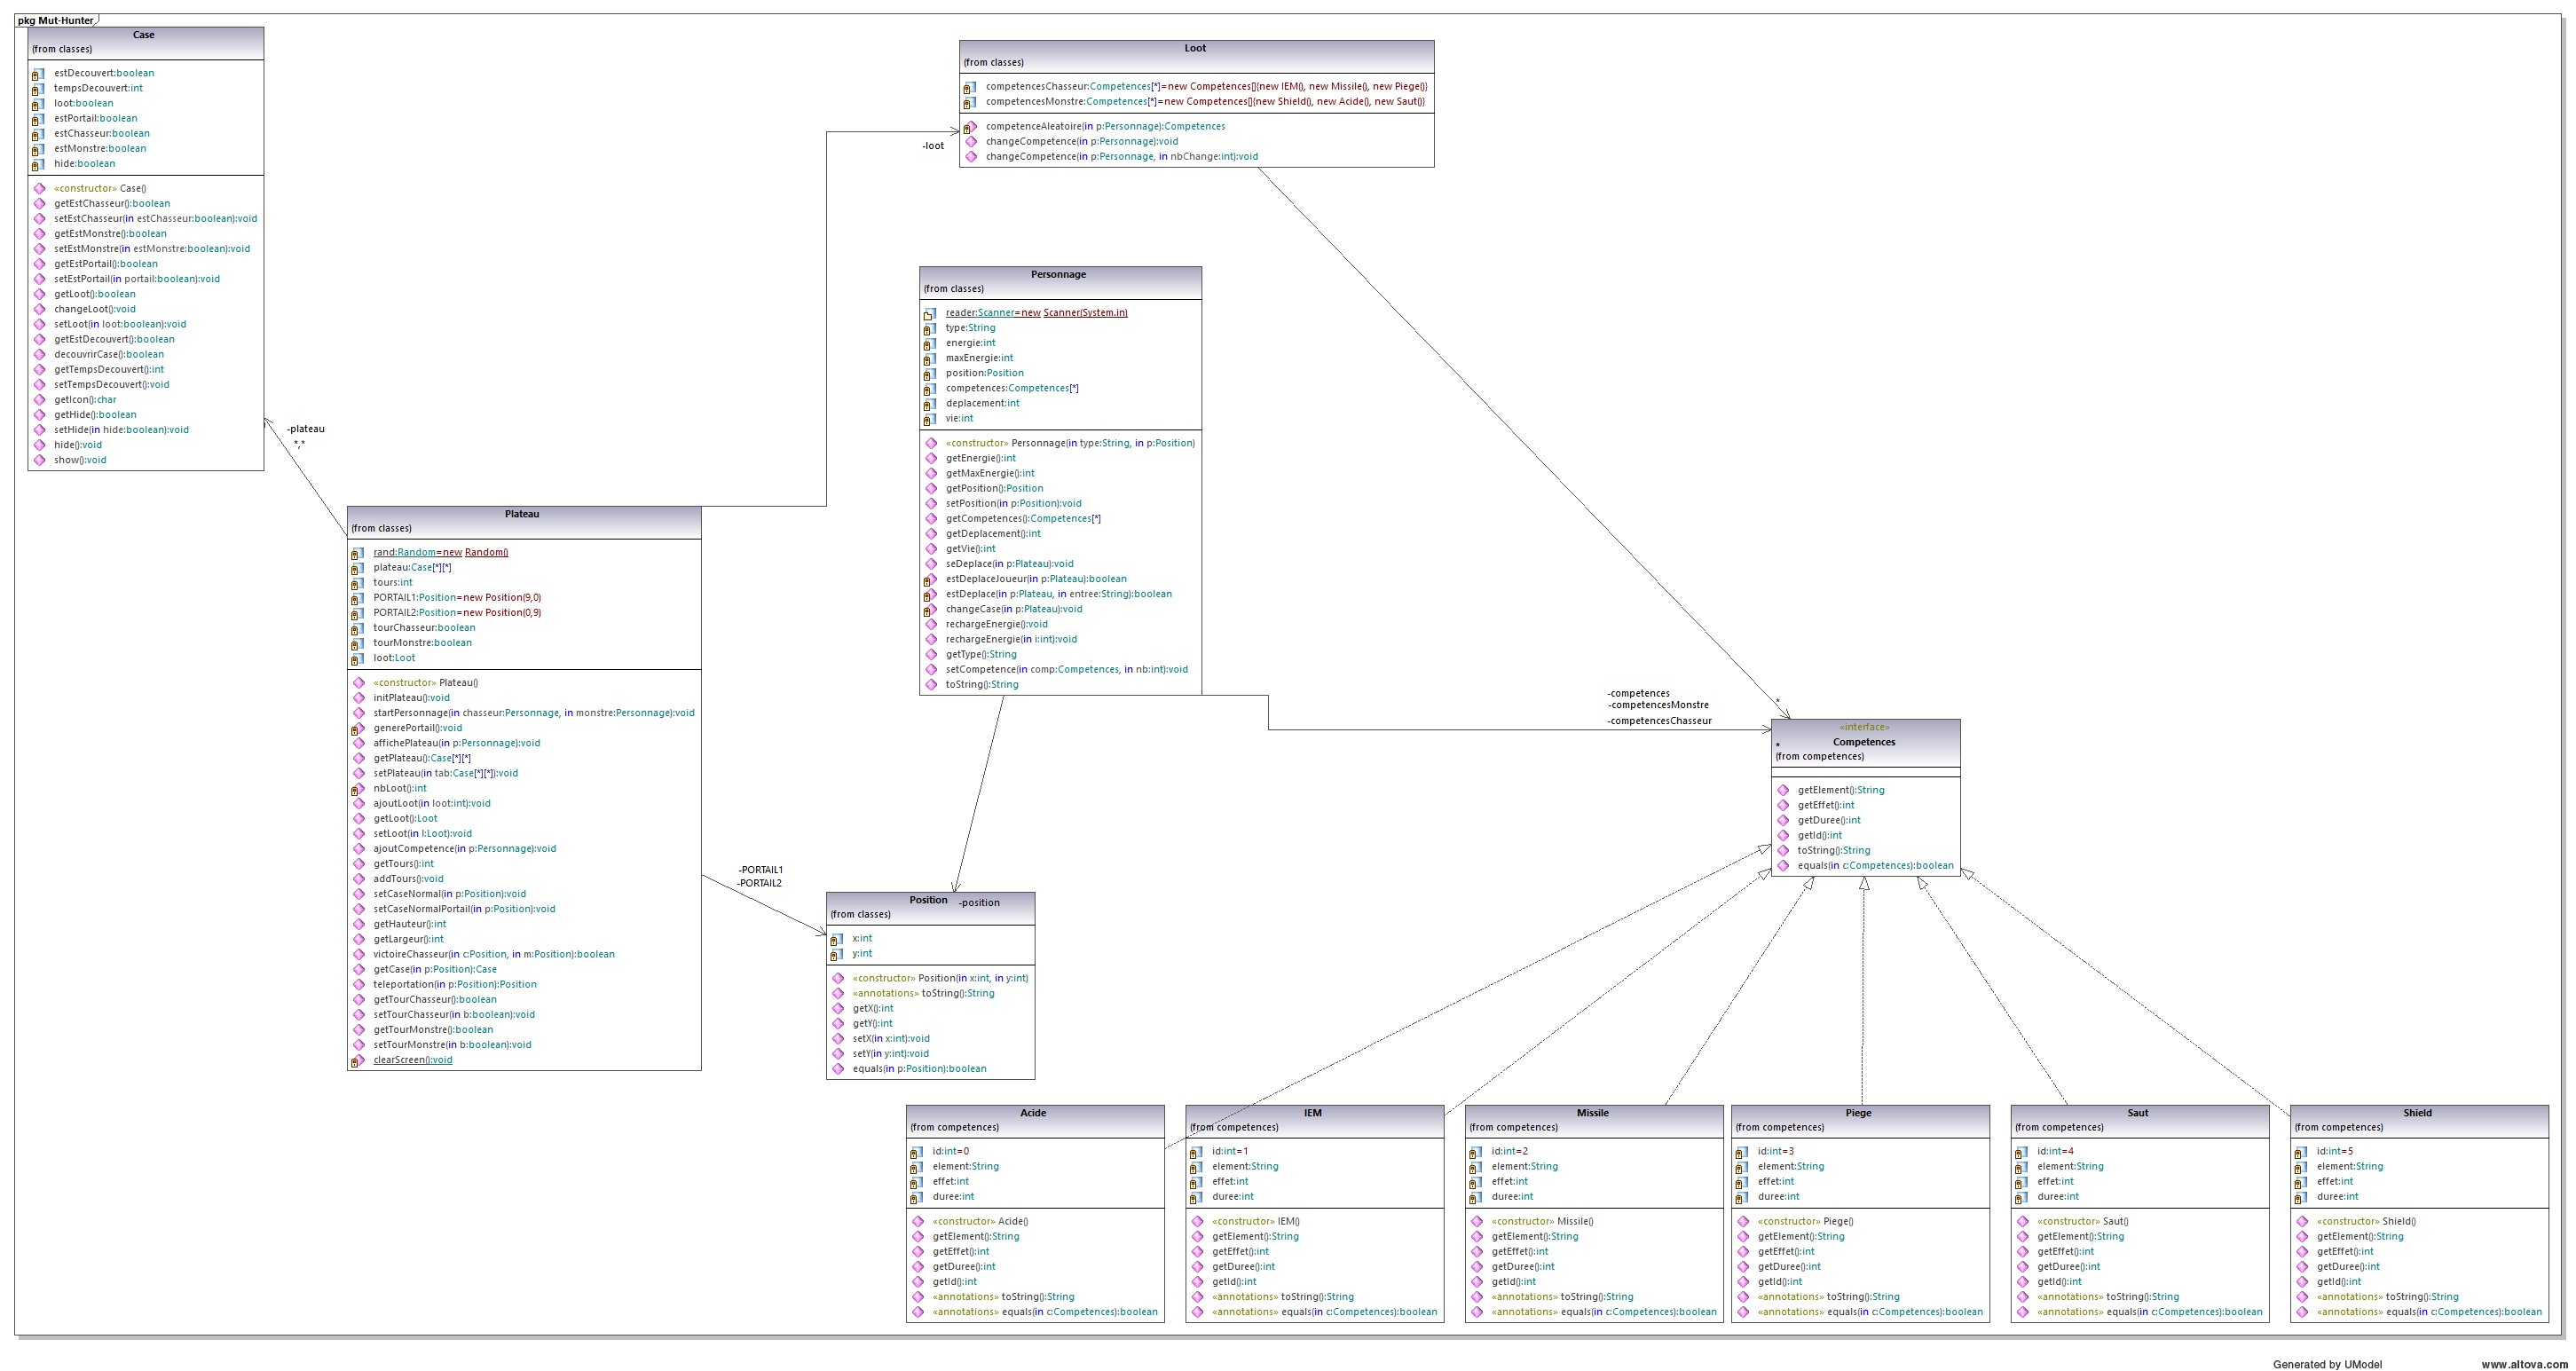 pkg Mut-Hunter
Case
(from classes)
estDecouvert:boolean
tempsDecouvert:int
loot:boolean
estPortail:boolean
estChasseur:boolean
estMonstre:boolean
hide:boolean
«constructor» Case()
getEstChasseur():boolean
setEstChasseur(in estChasseur:boolean):void
getEstMonstre():boolean
setEstMonstre(in estMonstre:boolean):void
getEstPortail():boolean
setEstPortail(in portail:boolean):void
getLoot():boolean
changeLoot():void
setLoot(in loot:boolean):void
getEstDecouvert():boolean
decouvrirCase():boolean
getTempsDecouvert():int
setTempsDecouvert():void
getIcon():char
getHide():boolean
setHide(in hide:boolean):void
hide():void
show():void
-plateau
*,*
Loot
(from classes)
competencesChasseur:Competences[*]=new Competences[]{new IEM(), new Missile(), new Piege()}
competencesMonstre:Competences[*]=new Competences[]{new Shield(), new Acide(), new Saut()}
competenceAleatoire(in p:Personnage):Competences
changeCompetence(in p:Personnage):void
changeCompetence(in p:Personnage, in nbChange:int):void
-loot
Personnage
(from classes)
reader:Scanner=new Scanner(System.in)
type:String
energie:int
maxEnergie:int
position:Position
competences:Competences[*]
deplacement:int
vie:int
«constructor» Personnage(in type:String, in p:Position)
getEnergie():int
getMaxEnergie():int
getPosition():Position
setPosition(in p:Position):void
getCompetences():Competences[*]
getDeplacement():int
getVie():int
seDeplace(in p:Plateau):void
estDeplaceJoueur(in p:Plateau):boolean
estDeplace(in p:Plateau, in entree:String):boolean
changeCase(in p:Plateau):void
rechargeEnergie():void
rechargeEnergie(in i:int):void
getType():String
setCompetence(in comp:Competences, in nb:int):void
toString():String
Plateau
(from classes)
rand:Random=new Random()
plateau:Case[*][*]
tours:int
PORTAIL1:Position=new Position(9,0)
PORTAIL2:Position=new Position(0,9)
tourChasseur:boolean
tourMonstre:boolean
loot:Loot
«constructor» Plateau()
initPlateau():void
startPersonnage(in chasseur:Personnage, in monstre:Personnage):void
generePortail():void
affichePlateau(in p:Personnage):void
getPlateau():Case[*][*]
setPlateau(in tab:Case[*][*]):void
nbLoot():int
ajoutLoot(in loot:int):void
getLoot():Loot
setLoot(in l:Loot):void
ajoutCompetence(in p:Personnage):void
getTours():int
addTours():void
setCaseNormal(in p:Position):void
setCaseNormalPortail(in p:Position):void
getHauteur():int
getLargeur():int
victoireChasseur(in c:Position, in m:Position):boolean
getCase(in p:Position):Case
teleportation(in p:Position):Position
getTourChasseur():boolean
setTourChasseur(in b:boolean):void
getTourMonstre():boolean
setTourMonstre(in b:boolean):void
clearScreen():void
-PORTAIL1
-PORTAIL2
-competences
-competencesMonstre
-competencesChasseur
*
«interface»
*
Competences
(from competences)
getElement():String
getEffet():int
getDuree():int
getId():int
toString():String
equals(in c:Competences):boolean
Position
-position
(from classes)
x:int
y:int
«constructor» Position(in x:int, in y:int)
«annotations» toString():String
getX():int
getY():int
setX(in x:int):void
setY(in y:int):void
equals(in p:Position):boolean
Acide
(from competences)
id:int=0
element:String
effet:int
duree:int
«constructor» Acide()
getElement():String
getEffet():int
getDuree():int
getId():int
«annotations» toString():String
«annotations» equals(in c:Competences):boolean
IEM
(from competences)
id:int=1
element:String
effet:int
duree:int
«constructor» IEM()
getElement():String
getEffet():int
getDuree():int
getId():int
«annotations» toString():String
«annotations» equals(in c:Competences):boolean
Missile
(from competences)
id:int=2
element:String
effet:int
duree:int
«constructor» Missile()
getElement():String
getEffet():int
getDuree():int
getId():int
«annotations» toString():String
«annotations» equals(in c:Competences):boolean
Piege
(from competences)
id:int=3
element:String
effet:int
duree:int
«constructor» Piege()
getElement():String
getEffet():int
getDuree():int
getId():int
«annotations» toString():String
«annotations» equals(in c:Competences):boolean
Saut
(from competences)
id:int=4
element:String
effet:int
duree:int
«constructor» Saut()
getElement():String
getEffet():int
getDuree():int
getId():int
«annotations» toString():String
«annotations» equals(in c:Competences):boolean
Shield
(from competences)
id:int=5
element:String
effet:int
duree:int
«constructor» Shield()
getElement():String
getEffet():int
getDuree():int
getId():int
«annotations» toString():String
«annotations» equals(in c:Competences):boolean
Generated by UModel
www.altova.com